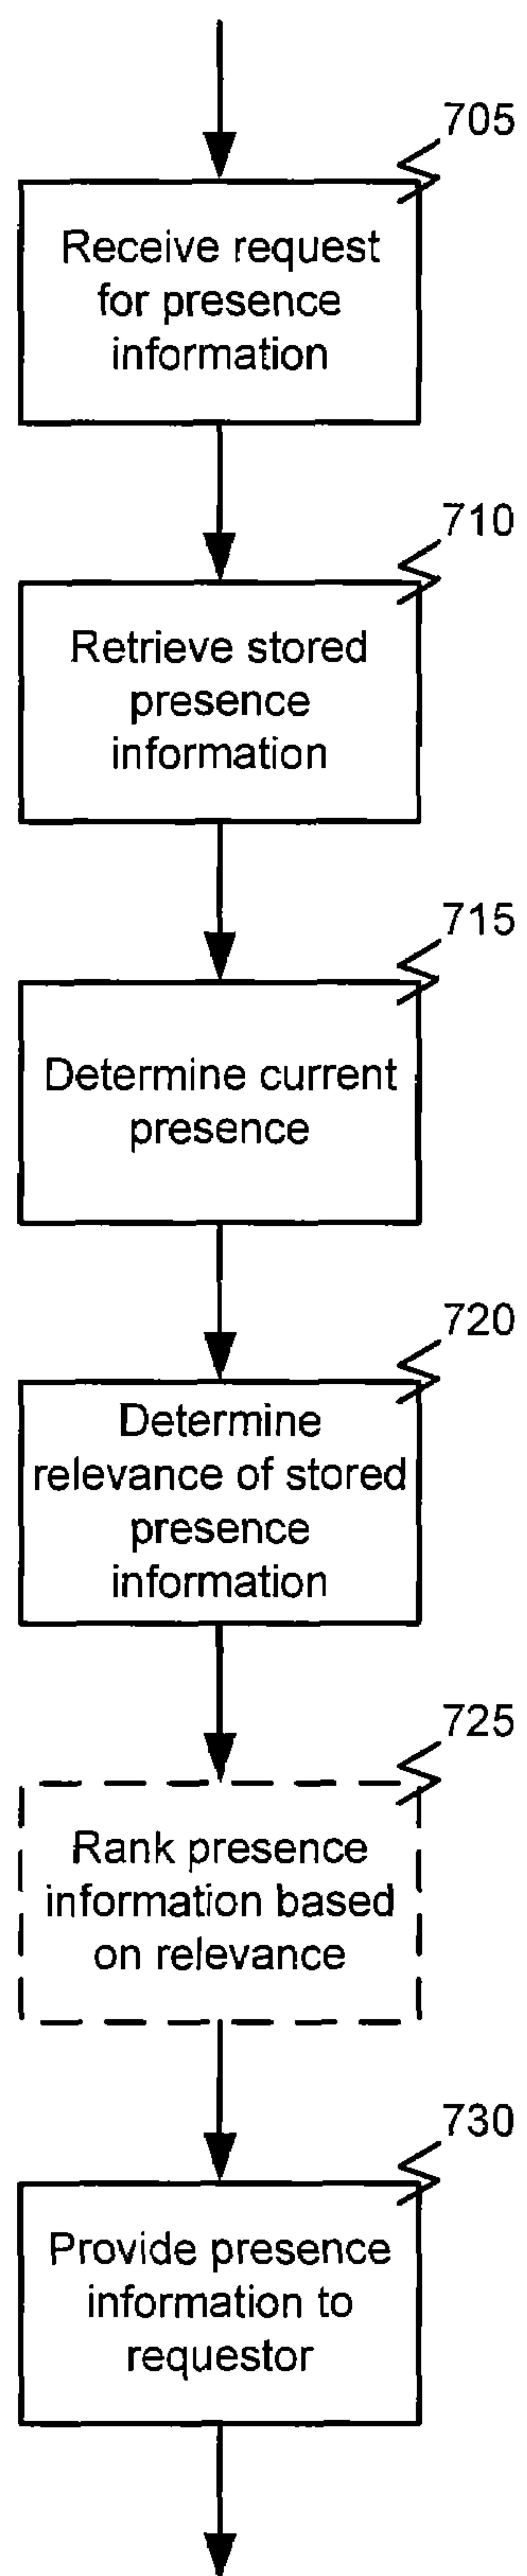 705
Receive request
for presence
information
710
Retrieve stored
presence
information
715
Determine current
presence
720
Determine
relevance of stored
presence
information
725
Rank presence
information based
on relevance
730
Provide presence
information to
requestor